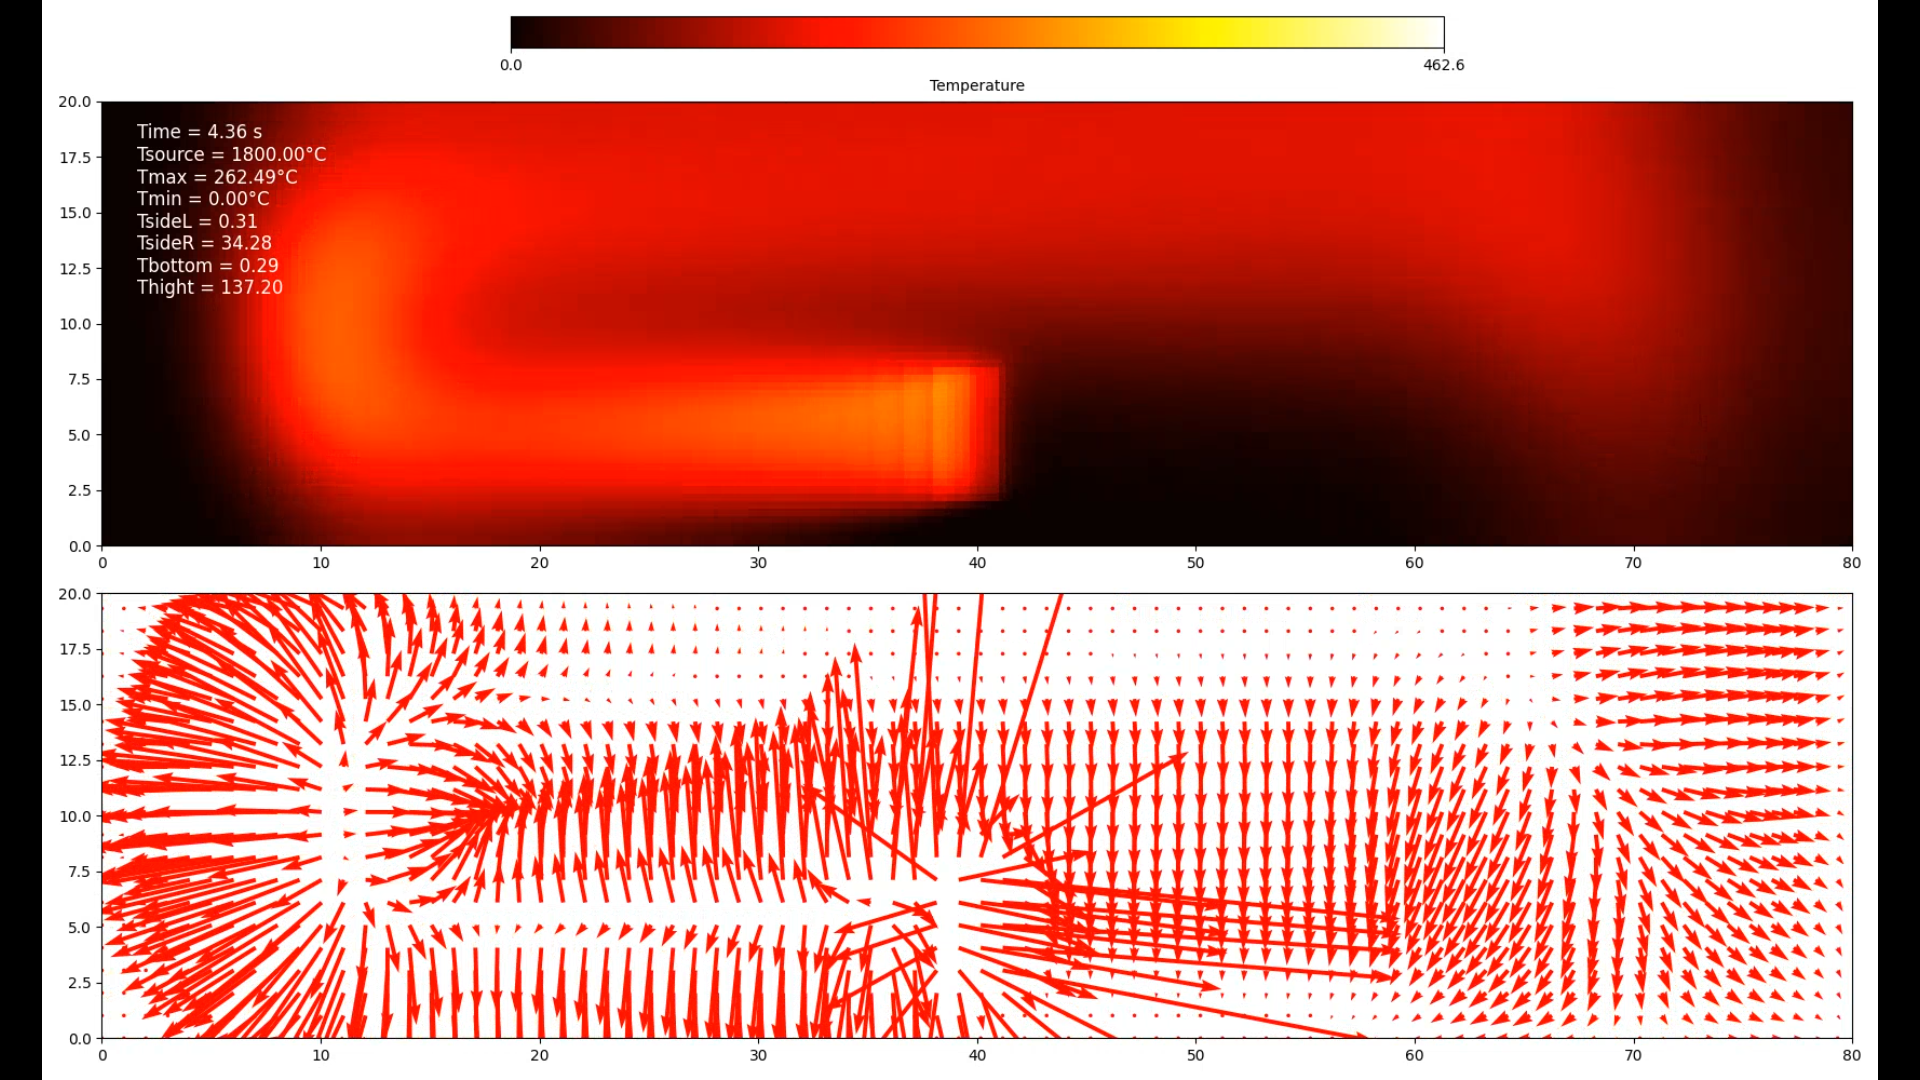 0.0 462.6
Temperature
20.0
17.5
15.0
12.5
10.0
7.5
5.0
2.5
0.0
Time = 4.36 s
Tsource = 1800.00°C
Tmax = 262.49°C
Tmin = 0.00°C
TsideL = 0.31
TsideR = 34.28
Tbottom = 0.29
Thight = 137.20
0 10 20 30 40 50 60 70 80
20.0
17.5
15.0
12.5
10.0
7.5
5.0
2.5
0.0
0 10 20 30 40 50 60 70 80